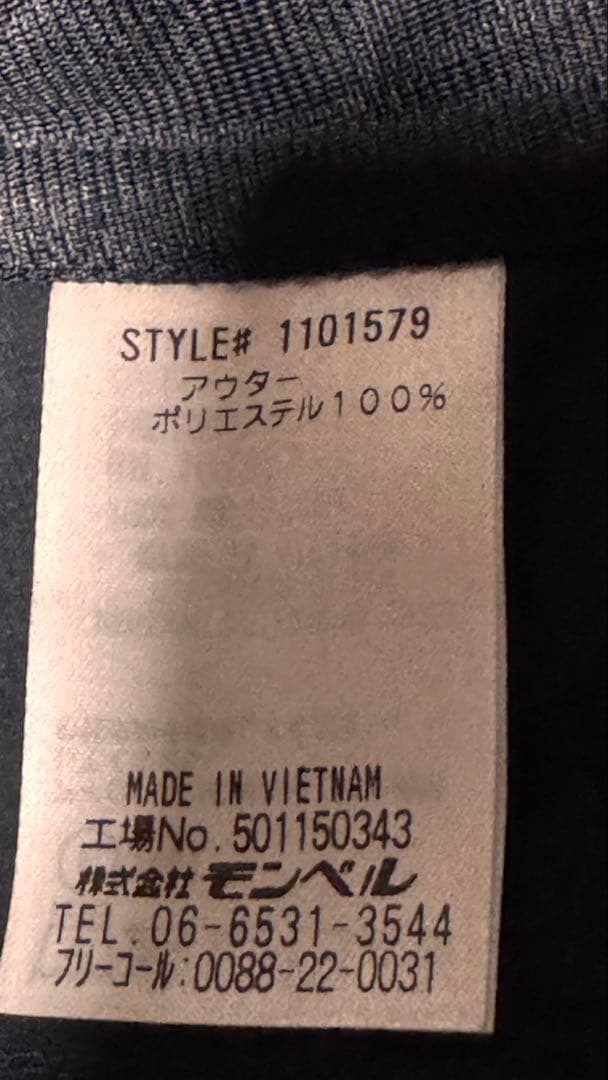 STYLE# 1101579
アウター
ポリエステル100%
MADE IN VIETNAM
工場No.501150343
株式会社 モンベル
TEL.06-6531-3544
フリーコール:0088-22-0031